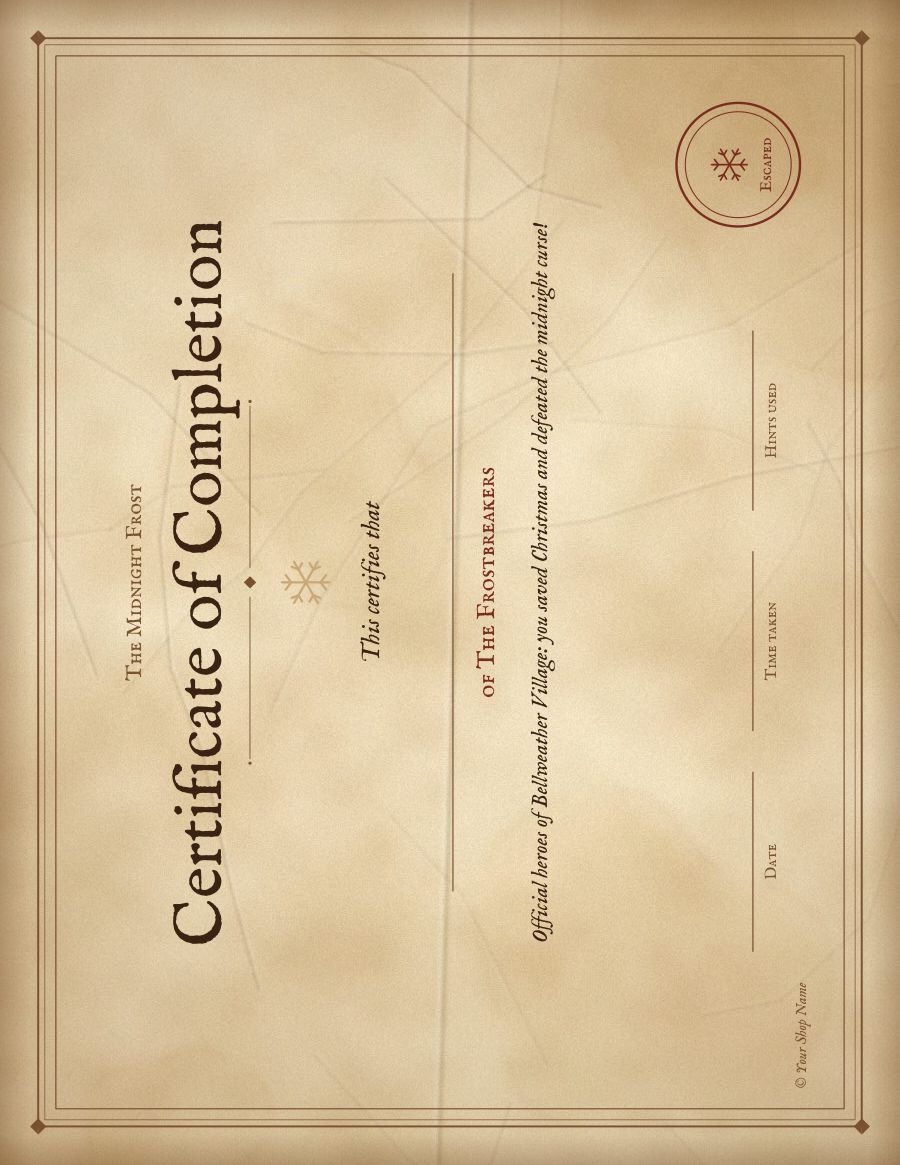 The Midnight Frost
Certificate of Completion
This certifies that
of The Frostbreakers
Official heroes of Bellweather Village: you saved Christmas and defeated the midnight curse!
Date
Time taken
Hints used
Escaped
© Your Shop Name